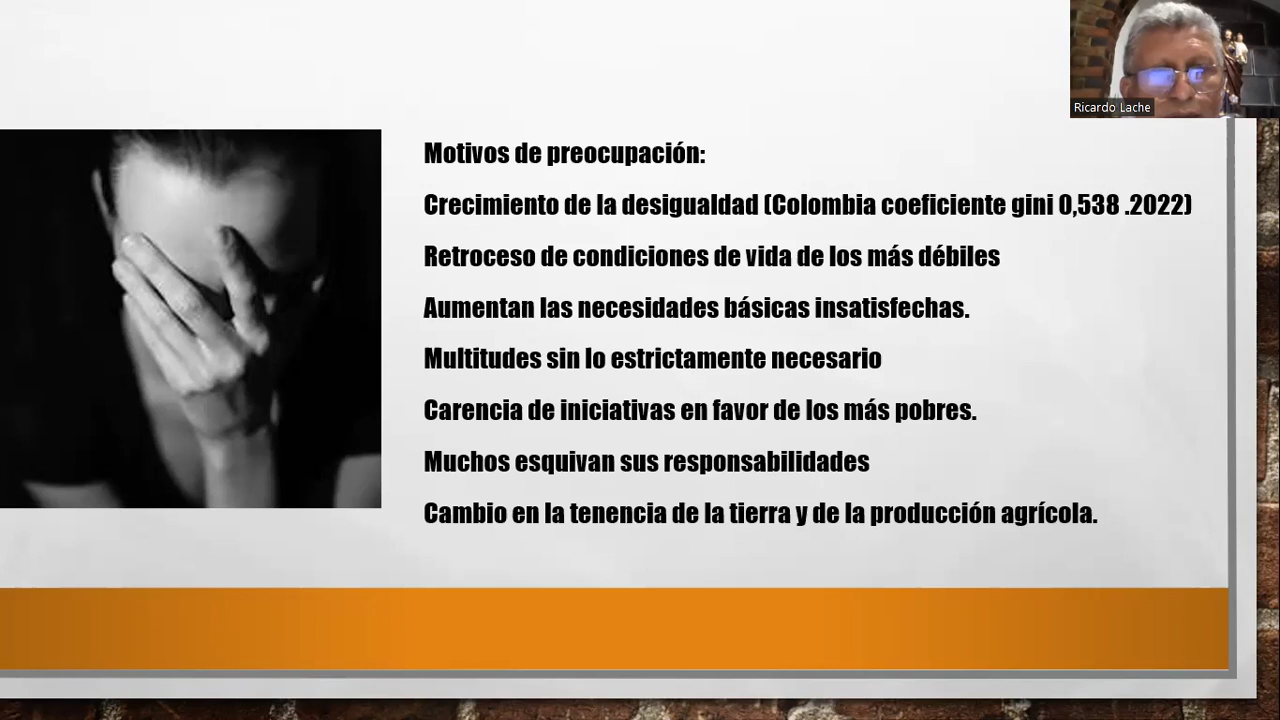 Ricardo Lache
Motivos de preocupación:
Crecimiento de la desigualdad (Colombia coeficiente gini 0,538 .2022)
Retroceso de condiciones de vida de los más débiles
Aumentan las necesidades básicas insatisfechas.
Multitudes sin lo estrictamente necesario
Carencia de iniciativas en favor de los más pobres.
Muchos esquivan sus responsabilidades
Cambio en la tenencia de la tierra y de la producción agrícola.